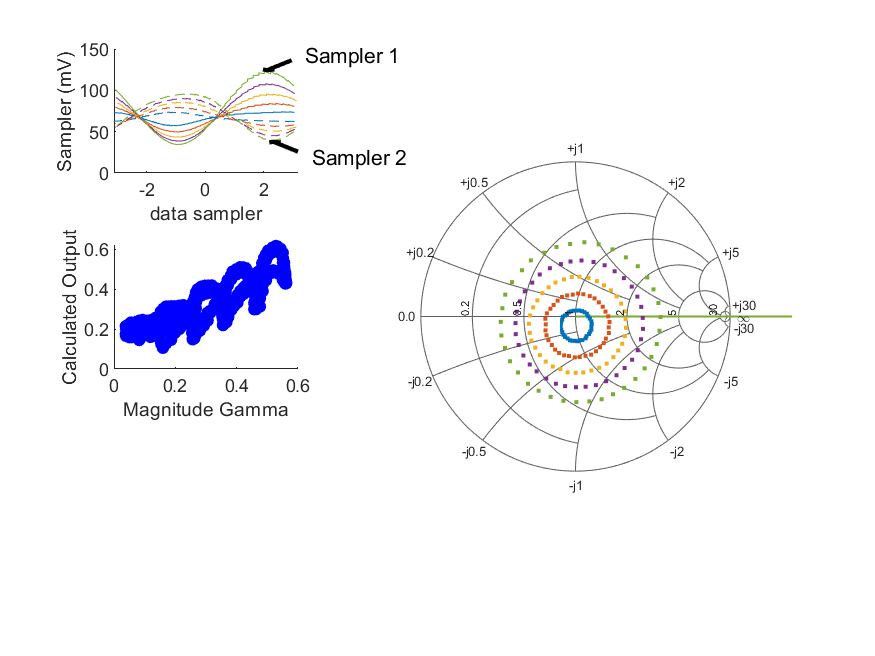 150
100
50
0
Sampler (mV)
-2
0
2
data sampler
Sampler 1
Sampler 2
0.6
0.4
0.2
0
Calculated Output
0
0.2
0.4
0.6
Magnitude Gamma
+j1
+j0.5
+j2
+j0.2
+j5
0.0
0.2
0.5
1
2
5
30
+j30
∞
-j30
-j0.2
-j5
-j0.5
-j2
-j1